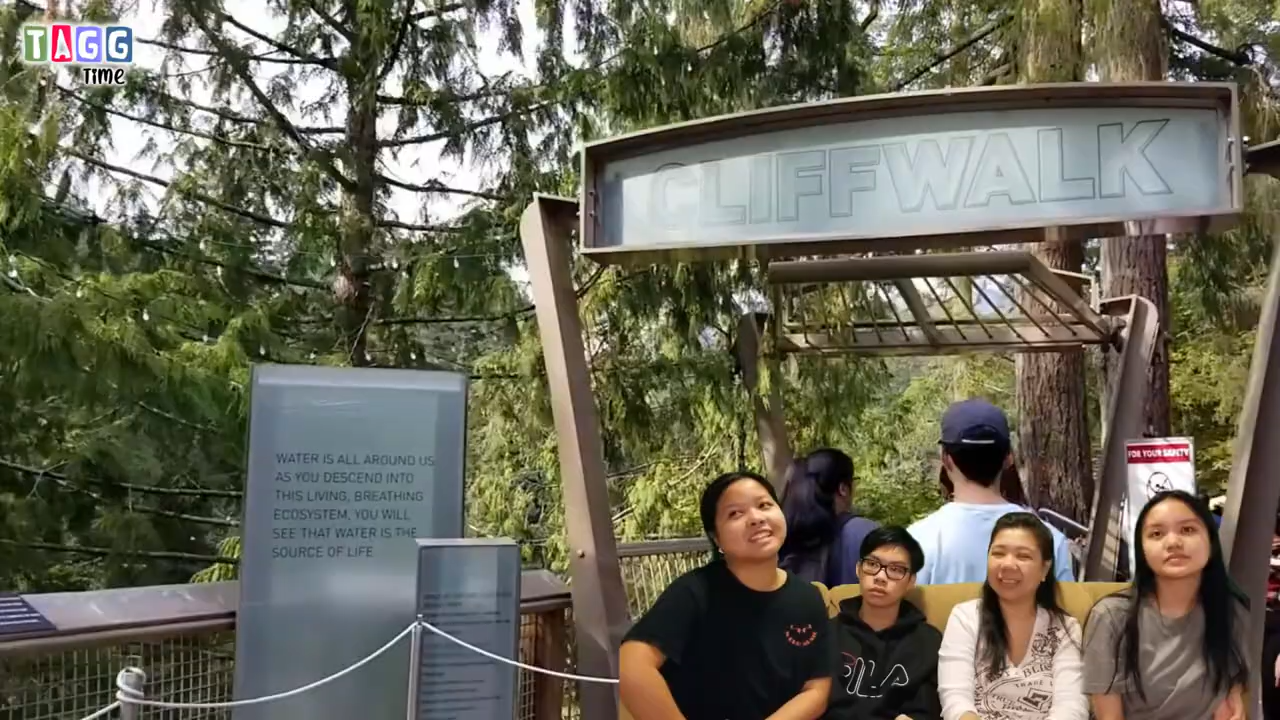 TAGG
TIME
CLIFFWALK
WATER IS ALL AROUND US
AS YOU DESCEND INTO
THIS LIVING, BREATHING
ECOSYSTEM, YOU WILL
SEE THAT WATER IS THE
SOURCE OF LIFE
FOR YOUR SAFETY
FILA
TRADE